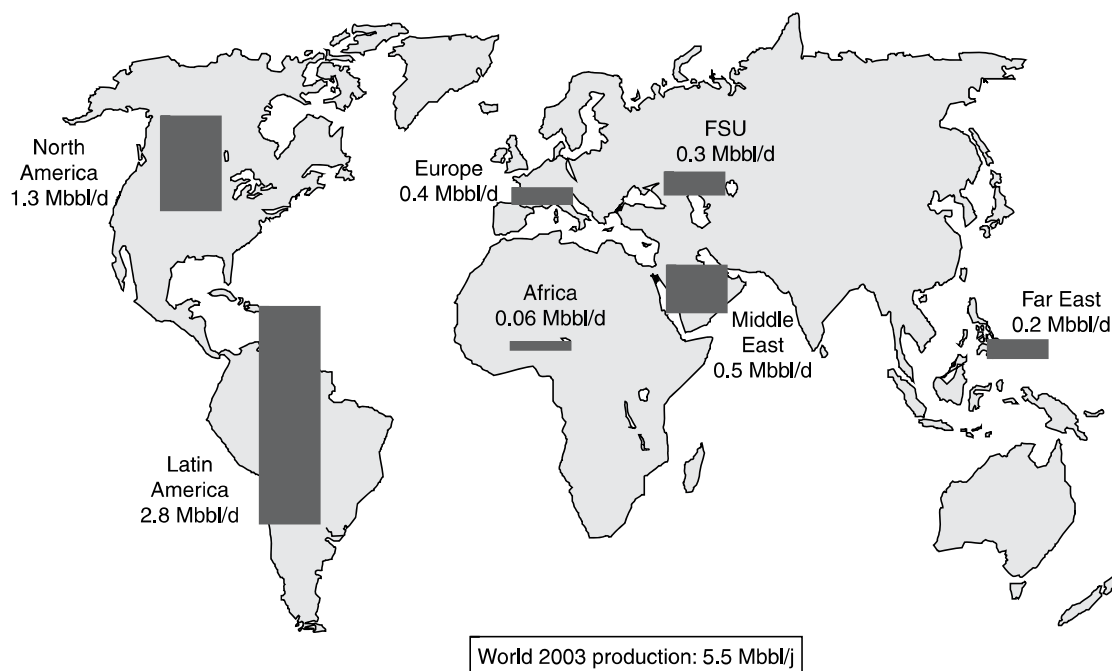 North
America
1.3 Mbbl/d
Europe
0.4 Mbbl/d
FSU
0.3 Mbbl/d
Africa
0.06 Mbbl/d
Middle
East
0.5 Mbbl/d
Far East
0.2 Mbbl/d
Latin
America
2.8 Mbbl/d
World 2003 production: 5.5 Mbbl/j